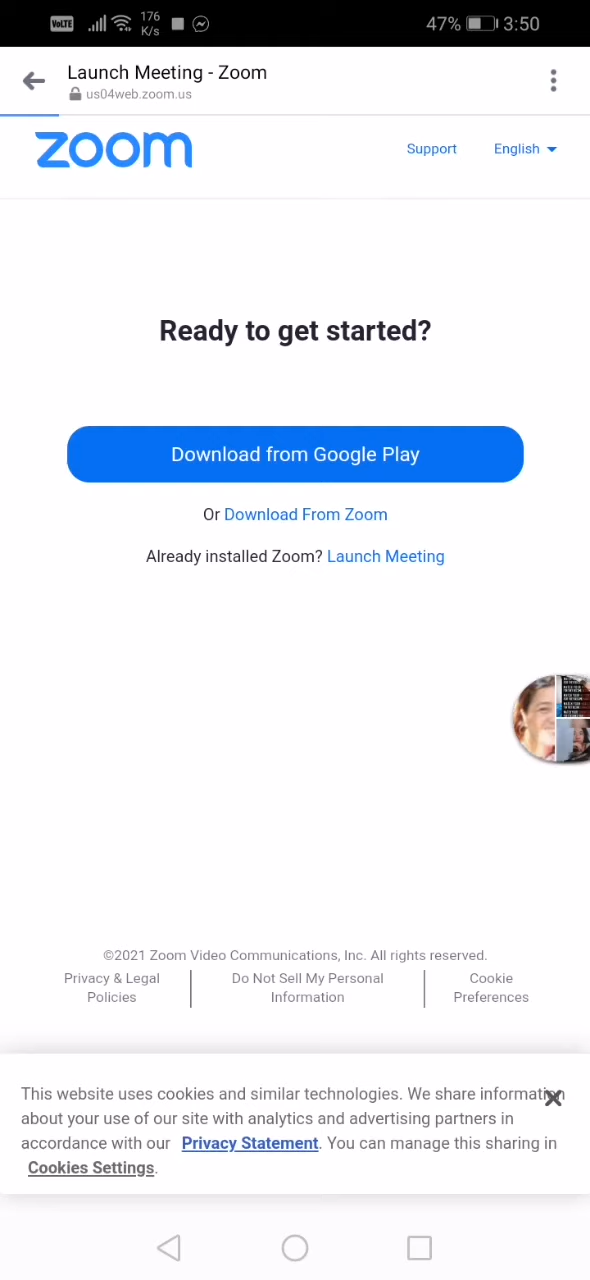 VoLTE 176 K/s 47% 3:50
Launch Meeting - Zoom
us04web.zoom.us
zoom Support English
Ready to get started?
Download from Google Play
Or Download From Zoom
Already installed Zoom? Launch Meeting
©2021 Zoom Video Communications, Inc. All rights reserved.
Privacy & Legal Policies
Do Not Sell My Personal Information
Cookie Preferences
This website uses cookies and similar technologies. We share information
about your use of our site with analytics and advertising partners in
accordance with our Privacy Statement. You can manage this sharing in
Cookies Settings.